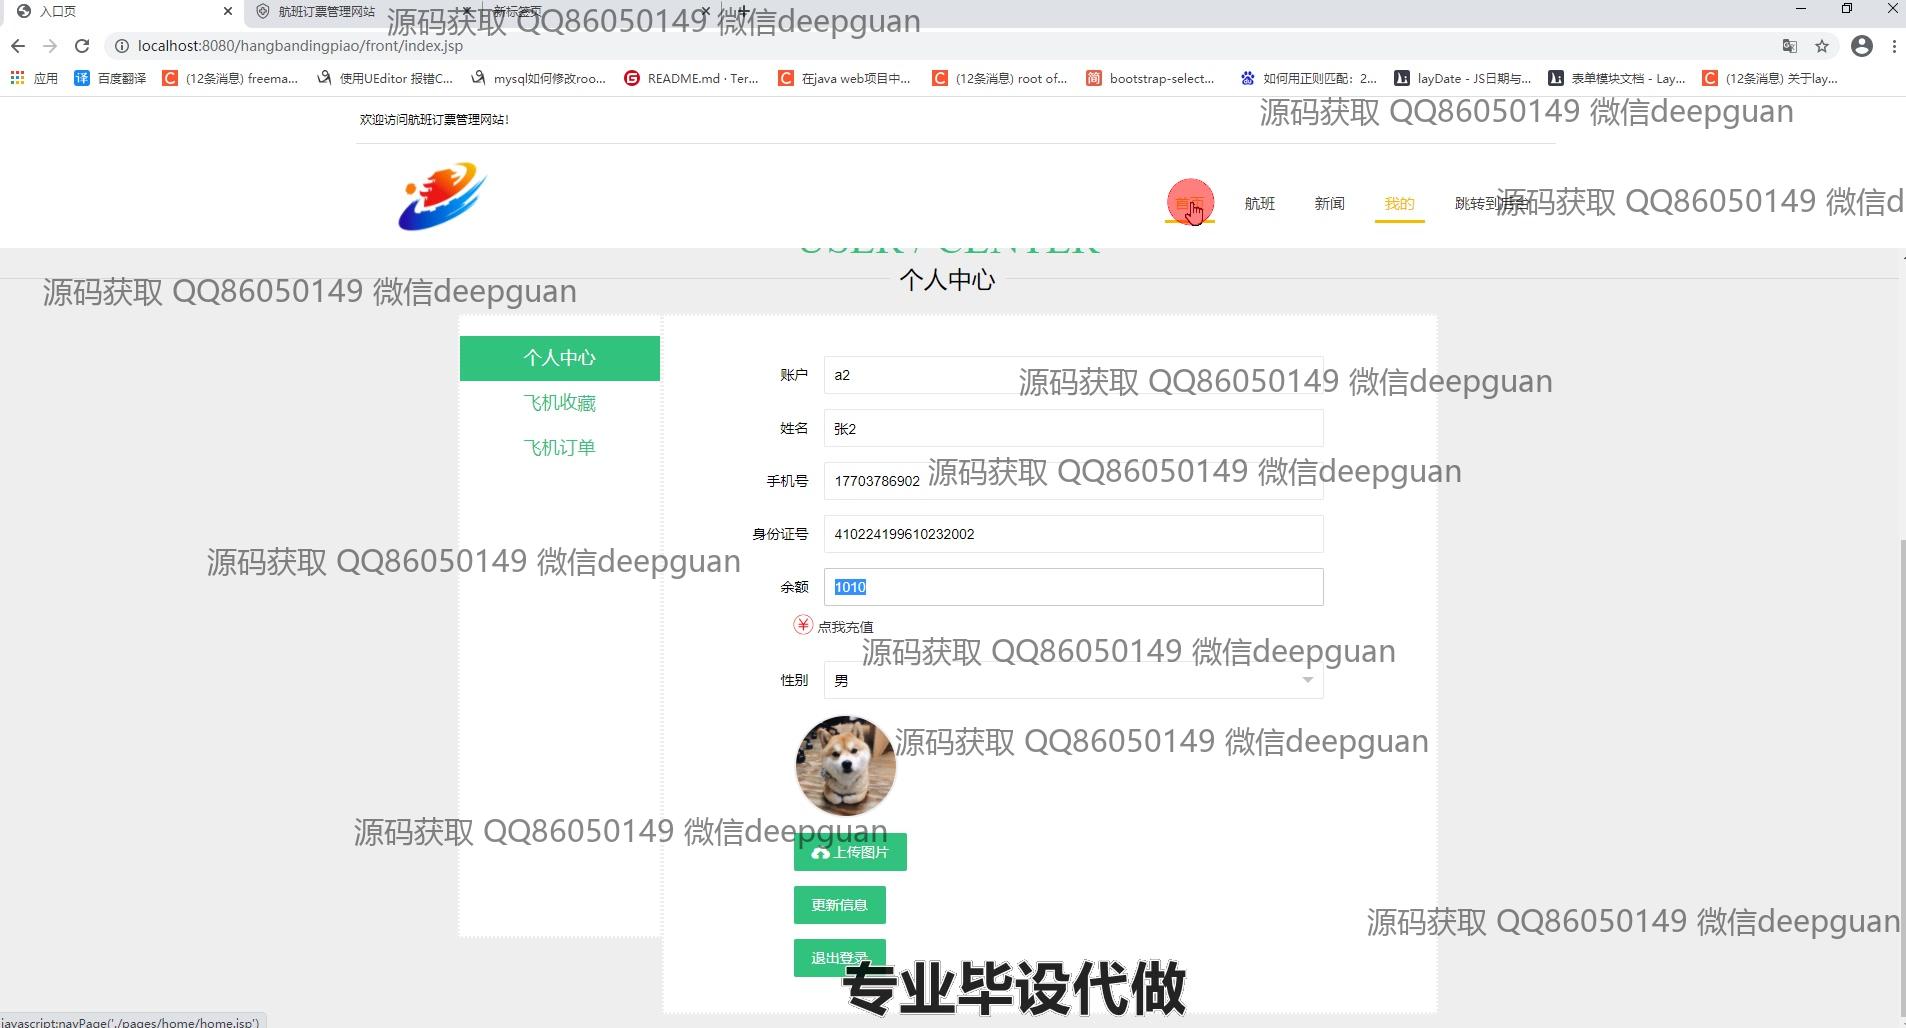 入口页
航班订票管理网站
新标签页
源码获取 QQ86050149 微信deepguan
localhost:8080/hangbandingpiao/front/index.jsp
应用
百度翻译
(12条消息) freema...
使用UEditor 报错C...
mysql如何修改roo...
README.md · Ter...
在java web项目中...
(12条消息) root of...
bootstrap-select...
如何用正则匹配：2...
layDate - JS日期与...
表单模块文档 - Lay...
(12条消息) 关于lay...
欢迎访问航班订票管理网站!
源码获取 QQ86050149 微信deepguan
首页
航班
新闻
我的
跳转到后台
源码获取 QQ86050149 微信d
USER / CENTER
个人中心
源码获取 QQ86050149 微信deepguan
个人中心
飞机收藏
飞机订单
账户 a2
源码获取 QQ86050149 微信deepguan
姓名 张2
手机号 17703786902
源码获取 QQ86050149 微信deepguan
身份证号 410224199610232002
源码获取 QQ86050149 微信deepguan
余额 1010
点我充值
源码获取 QQ86050149 微信deepguan
性别 男
源码获取 QQ86050149 微信deepguan
源码获取 QQ86050149 微信deepguan
上传图片
更新信息
源码获取 QQ86050149 微信deepguan
退出登录
专业毕设代做
javascript:navPage('./pages/home/home.jsp')